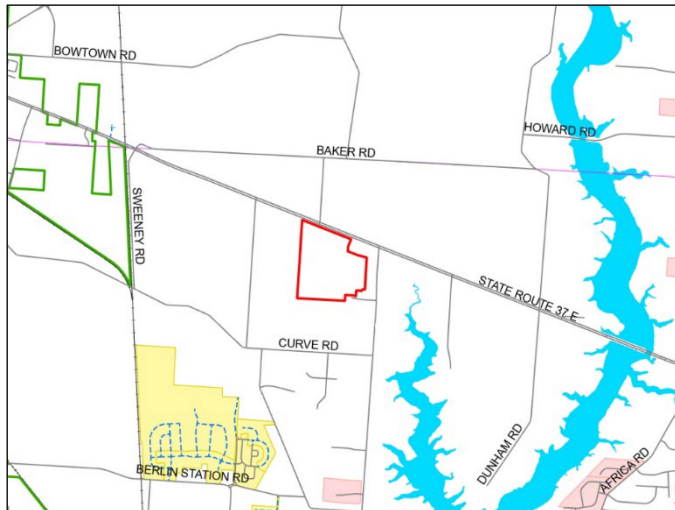 BOWTOWN RD
HOWARD RD
BAKER RD
SWEENEY RD
STATE ROUTE 37 E
CURVE RD
DUNHAM RD
BERLIN STATION RD
AFRICA RD